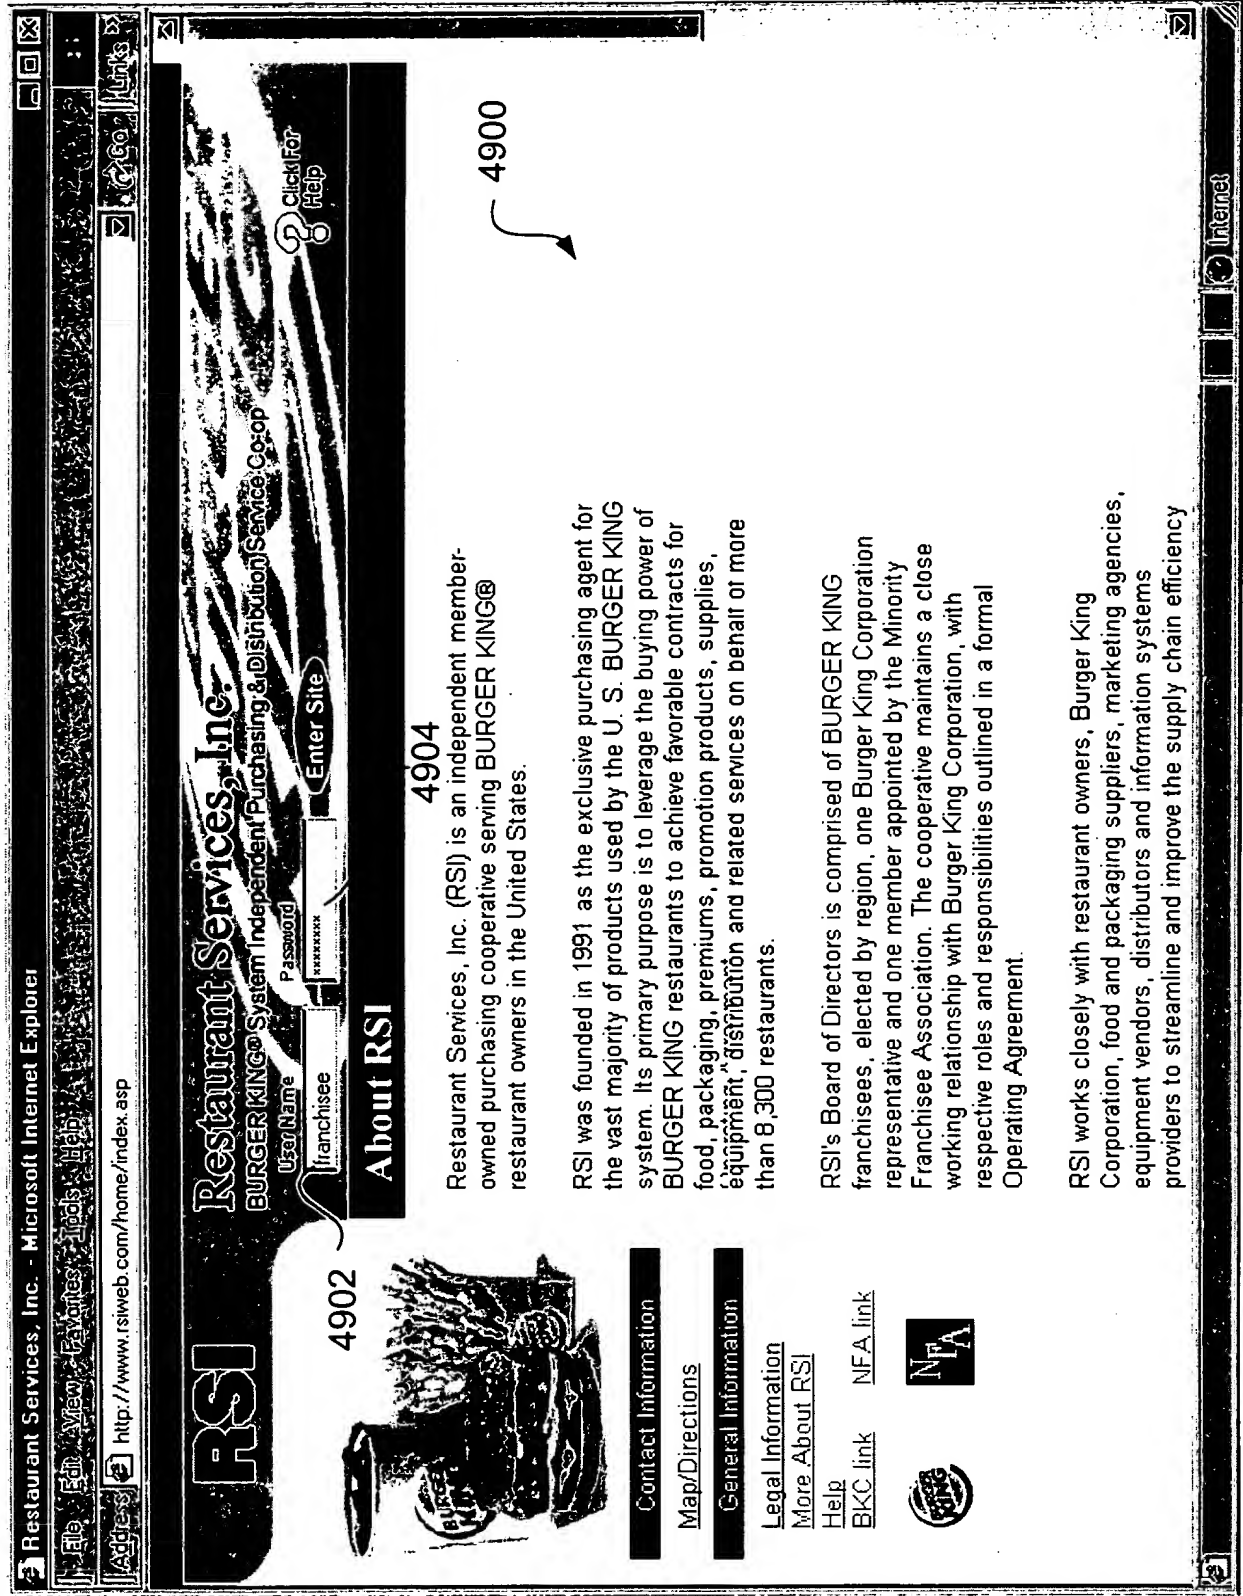 Restaurant Services, Inc. - Microsoft Internet Explorer
File Edit View Favorites Tools Help
Address http://www.rsiweb.com/home/index.asp Go Links »
RSI
Restaurant Services, Inc.
BURGER KING® System Independent Purchasing & Distribution Service Co-op
User Name Password
franchisee xxxxxxxx Enter Site
Click For
Help
4902
4904
4900
About RSI
Restaurant Services, Inc. (RSI) is an independent member-
owned purchasing cooperative serving BURGER KING®
restaurant owners in the United States.
RSI was founded in 1991 as the exclusive purchasing agent for
the vast majority of products used by the U. S. BURGER KING
system. Its primary purpose is to leverage the buying power of
BURGER KING restaurants to achieve favorable contracts for
food, packaging, premiums, promotion products, supplies,
equipment, distribution and related services on behalf of more
than 8,300 restaurants.
RSI's Board of Directors is comprised of BURGER KING
franchisees, elected by region, one Burger King Corporation
representative and one member appointed by the Minority
Franchisee Association. The cooperative maintains a close
working relationship with Burger King Corporation, with
respective roles and responsibilities outlined in a formal
Operating Agreement.
RSI works closely with restaurant owners, Burger King
Corporation, food and packaging suppliers, marketing agencies,
equipment vendors, distributors and information systems
providers to streamline and improve the supply chain efficiency
Contact Information
Map/Directions
General Information
Legal Information
More About RSI
Help
BKC link NFA link
BURGER KING
NFA
Internet